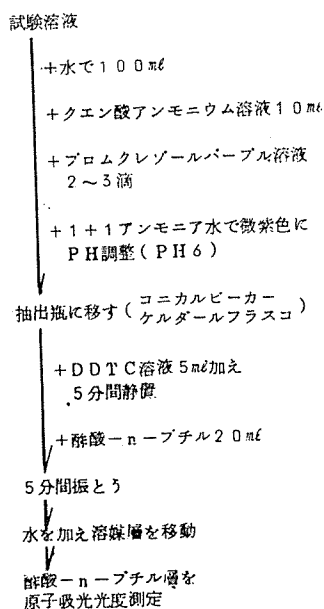 試験溶液
+水で100㎖
+クエン酸アンモニウム溶液10㎖
+ブロムクレゾールパープル溶液
2~3滴
+1+1アンモニア水で微紫色に
PH調整(PH6)
抽出瓶に移す(コニカルビーカー
ケルダールフラスコ)
+DDTC溶液5㎖加え
5分間静置
+酢酸-n-ブチル20㎖
5分間振とう
水を加え溶媒層を移動
酢酸-n-ブチル層を
原子吸光光度測定